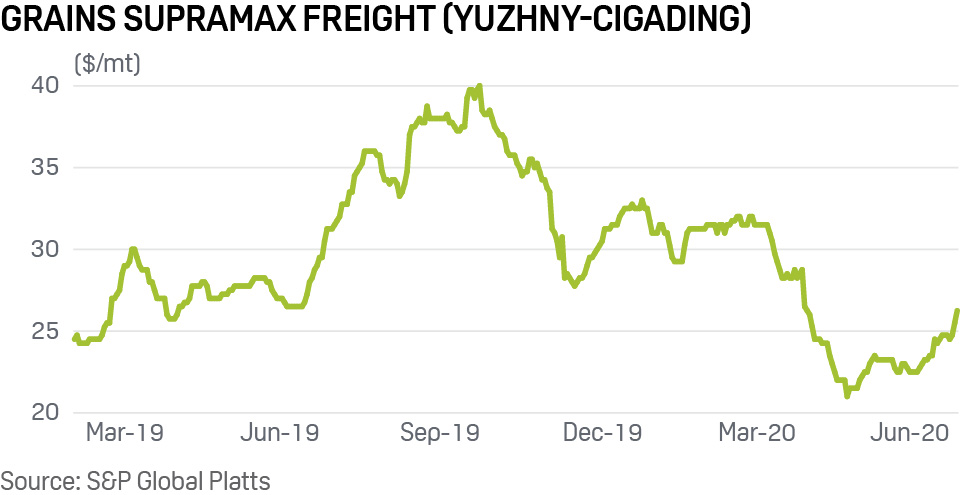 GRAINS SUPRAMAX FREIGHT (YUZHNY-CIGADING)
($/mt)
40
35
30
25
20
Mar-19 Jun-19 Sep-19 Dec-19 Mar-20 Jun-20
Source: S&P Global Platts